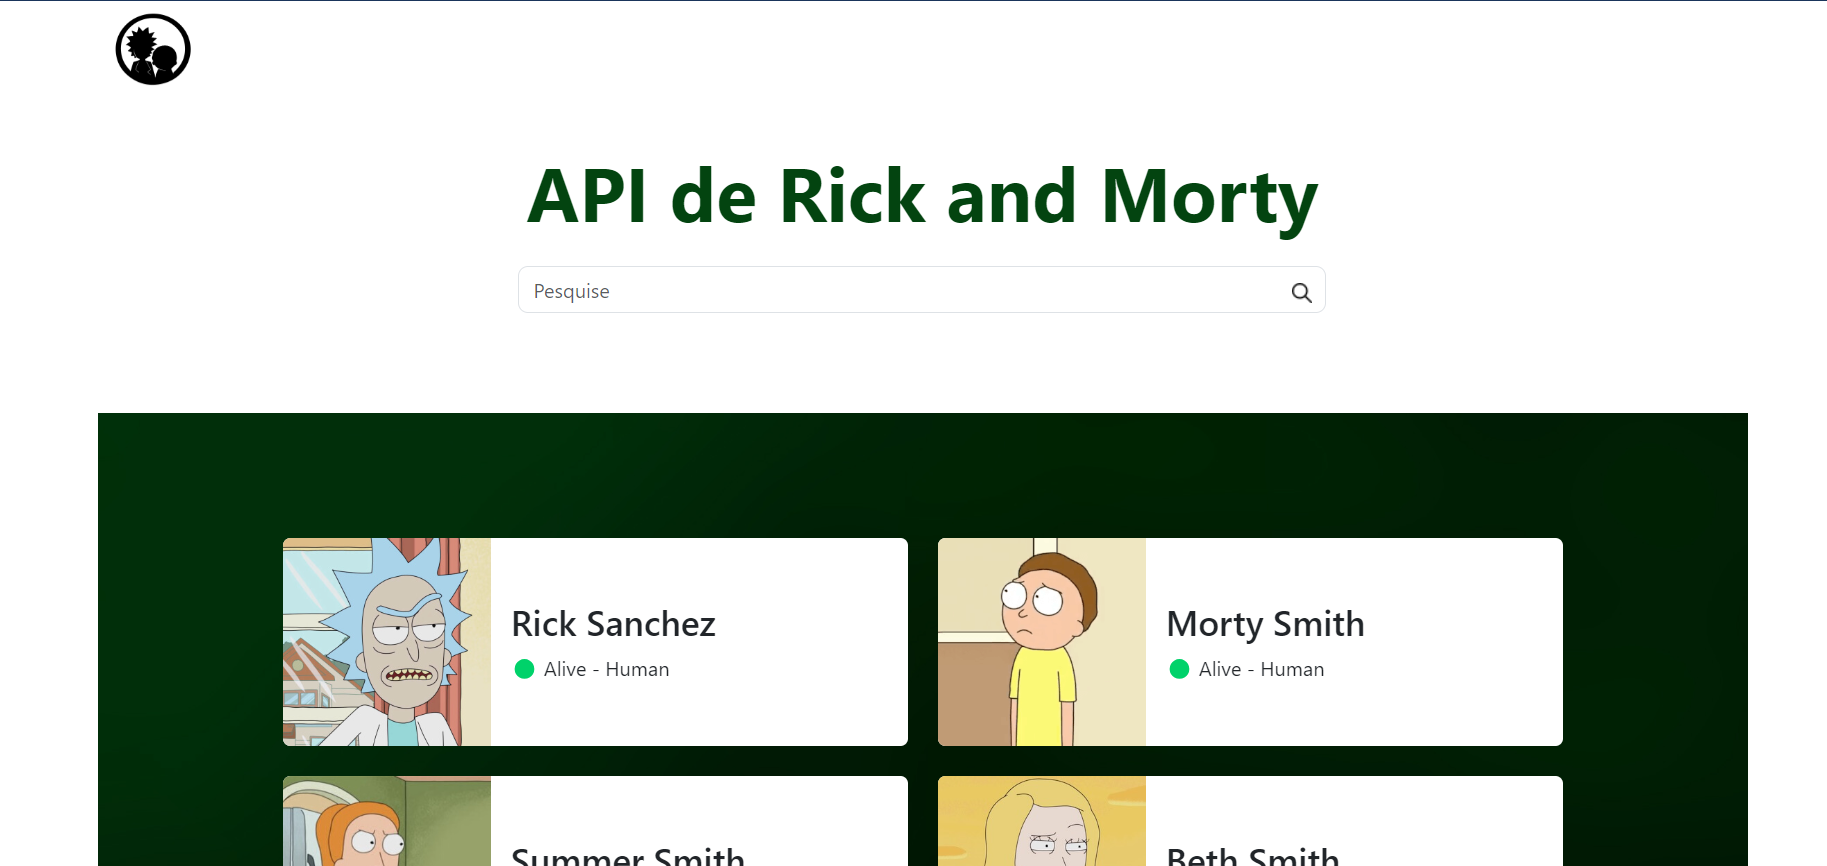 API de Rick and Morty
Pesquise
Rick Sanchez
Alive - Human
Morty Smith
Alive - Human
Summer Smith
Beth Smith